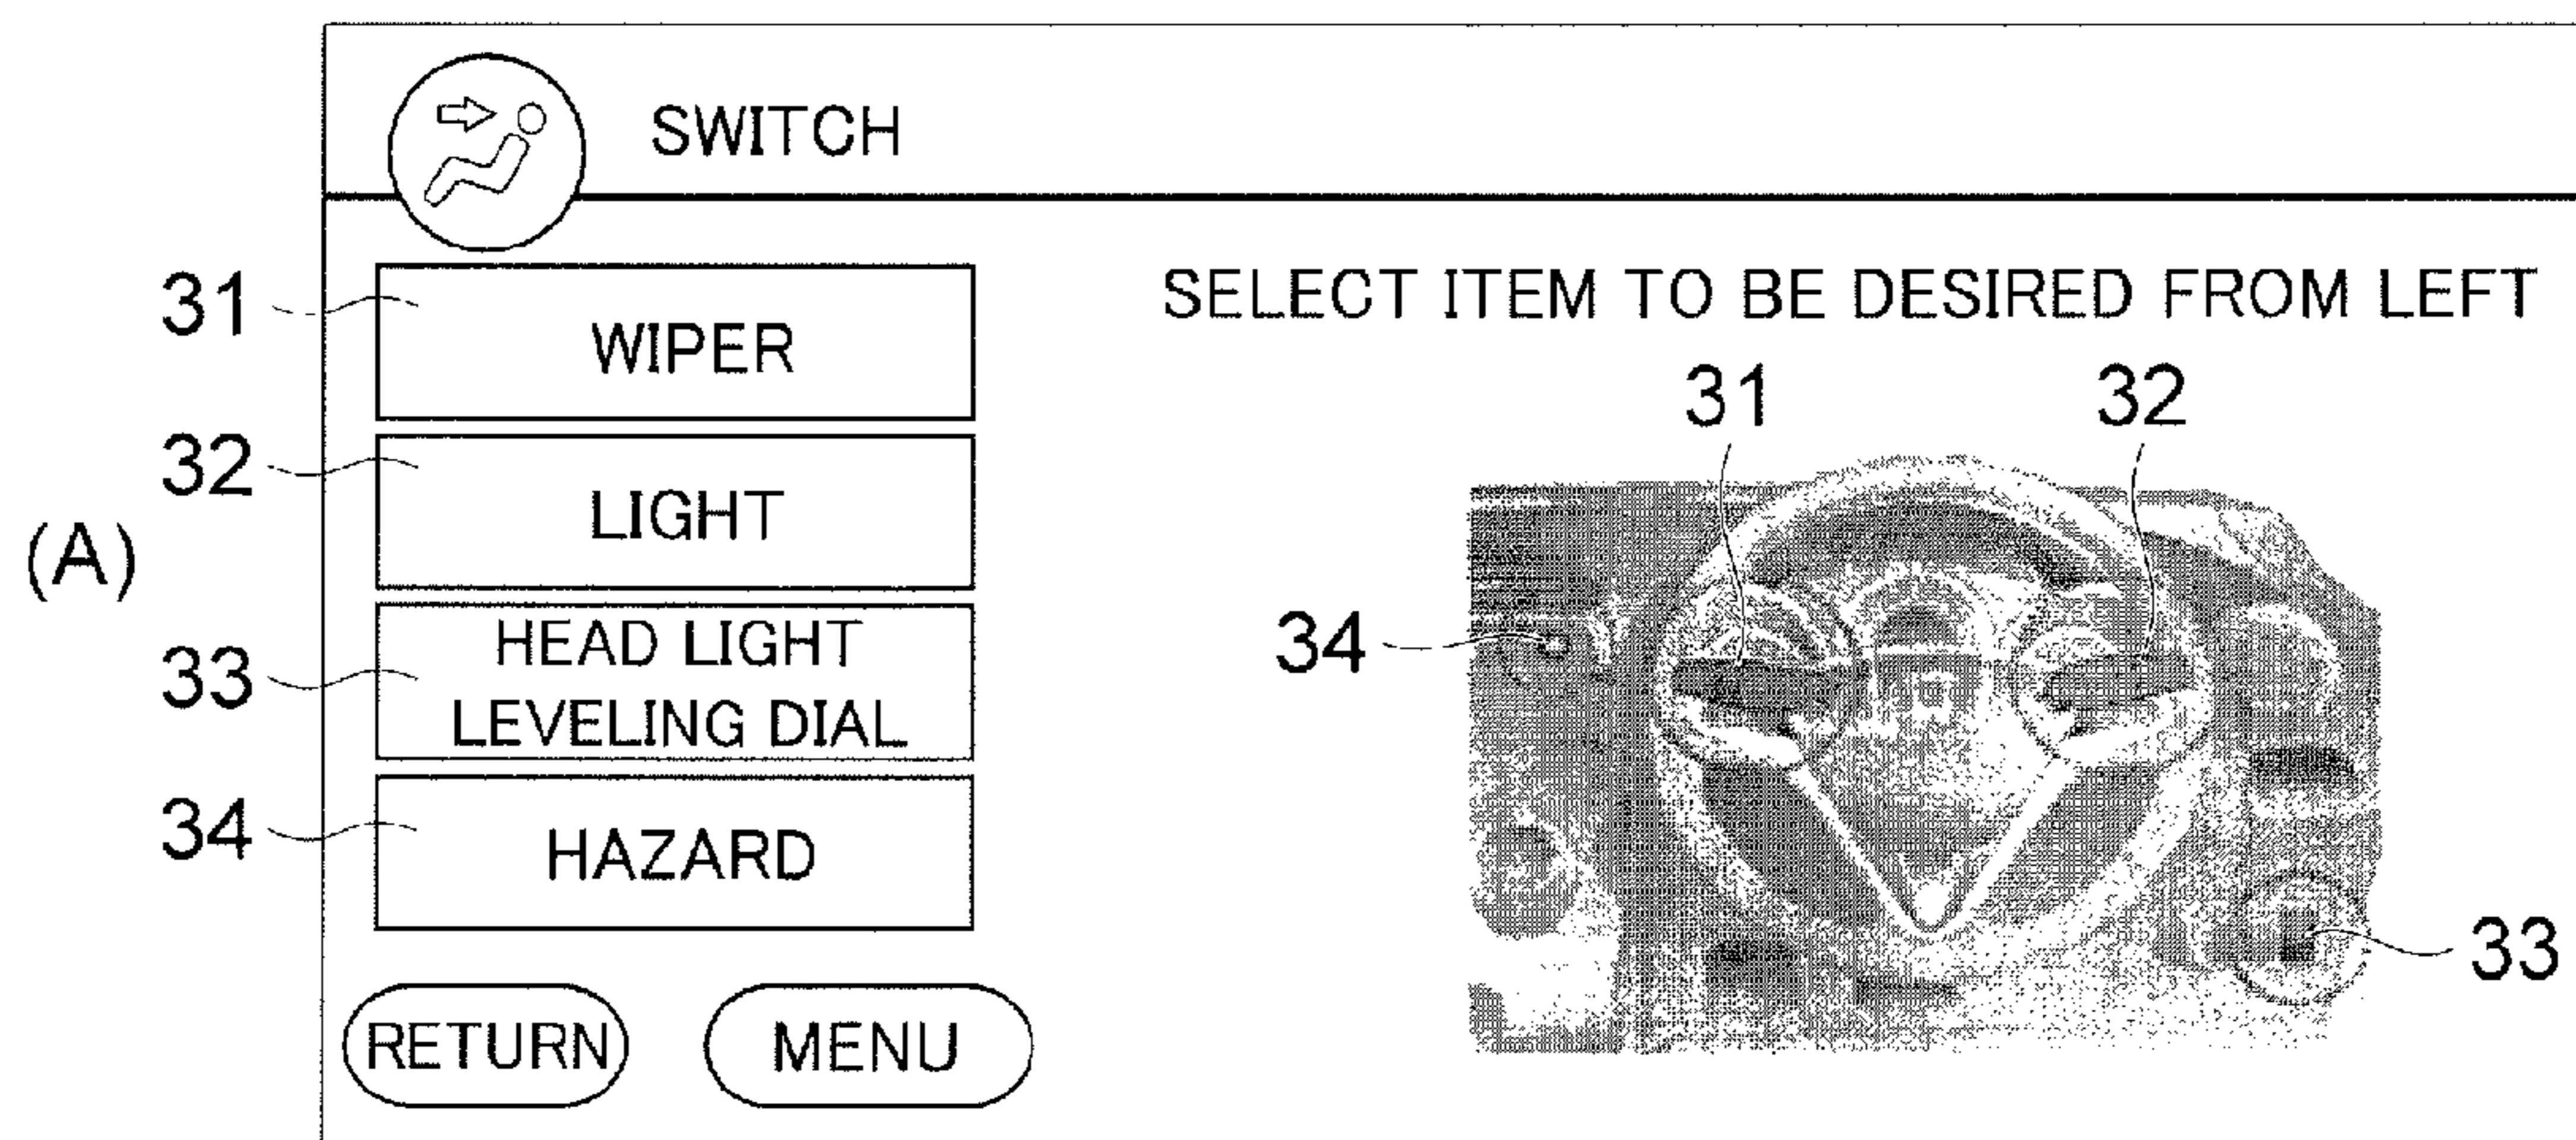 SWITCH
31
WIPER
SELECT ITEM TO BE DESIRED FROM LEFT
31
32
32
LIGHT
(A)
34
33
HEAD LIGHT
LEVELING DIAL
34
HAZARD
33
RETURN
MENU